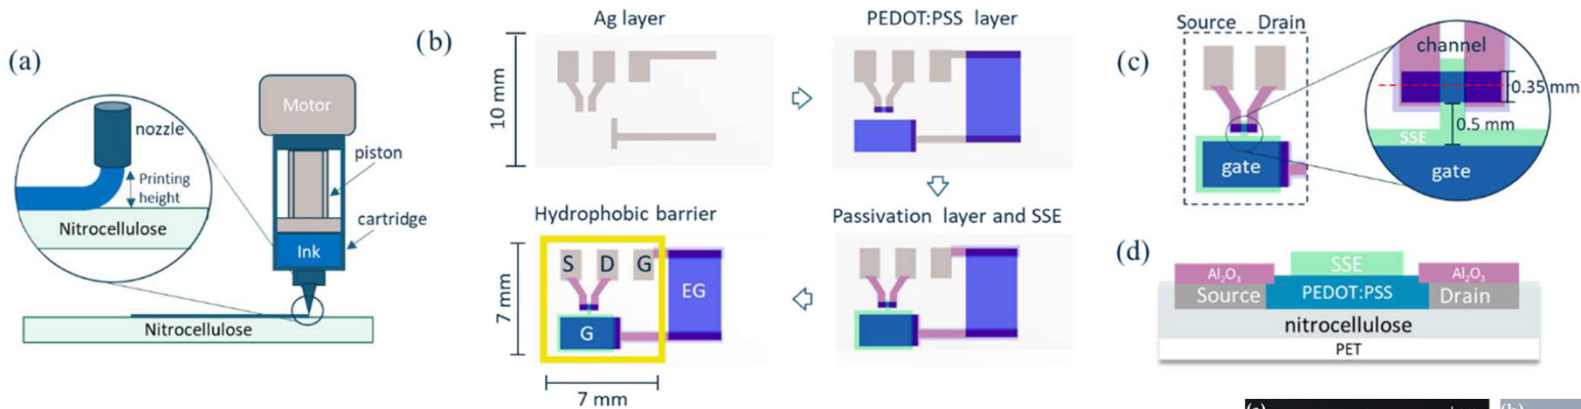 (a)
Motor
nozzle
piston
Printing
height
cartridge
Nitrocellulose
Ink
Nitrocellulose
(b)
Ag layer
PEDOT:PSS layer
10 mm
Hydrophobic barrier
Passivation layer and SSE
S D G
EG
G
7 mm
7 mm
(c)
Source Drain
gate
channel
0.35 mm
0.5 mm
SSE
gate
(d)
SSE
Al₂O₃
Al₂O₃
Source
PEDOT:PSS
Drain
nitrocellulose
PET